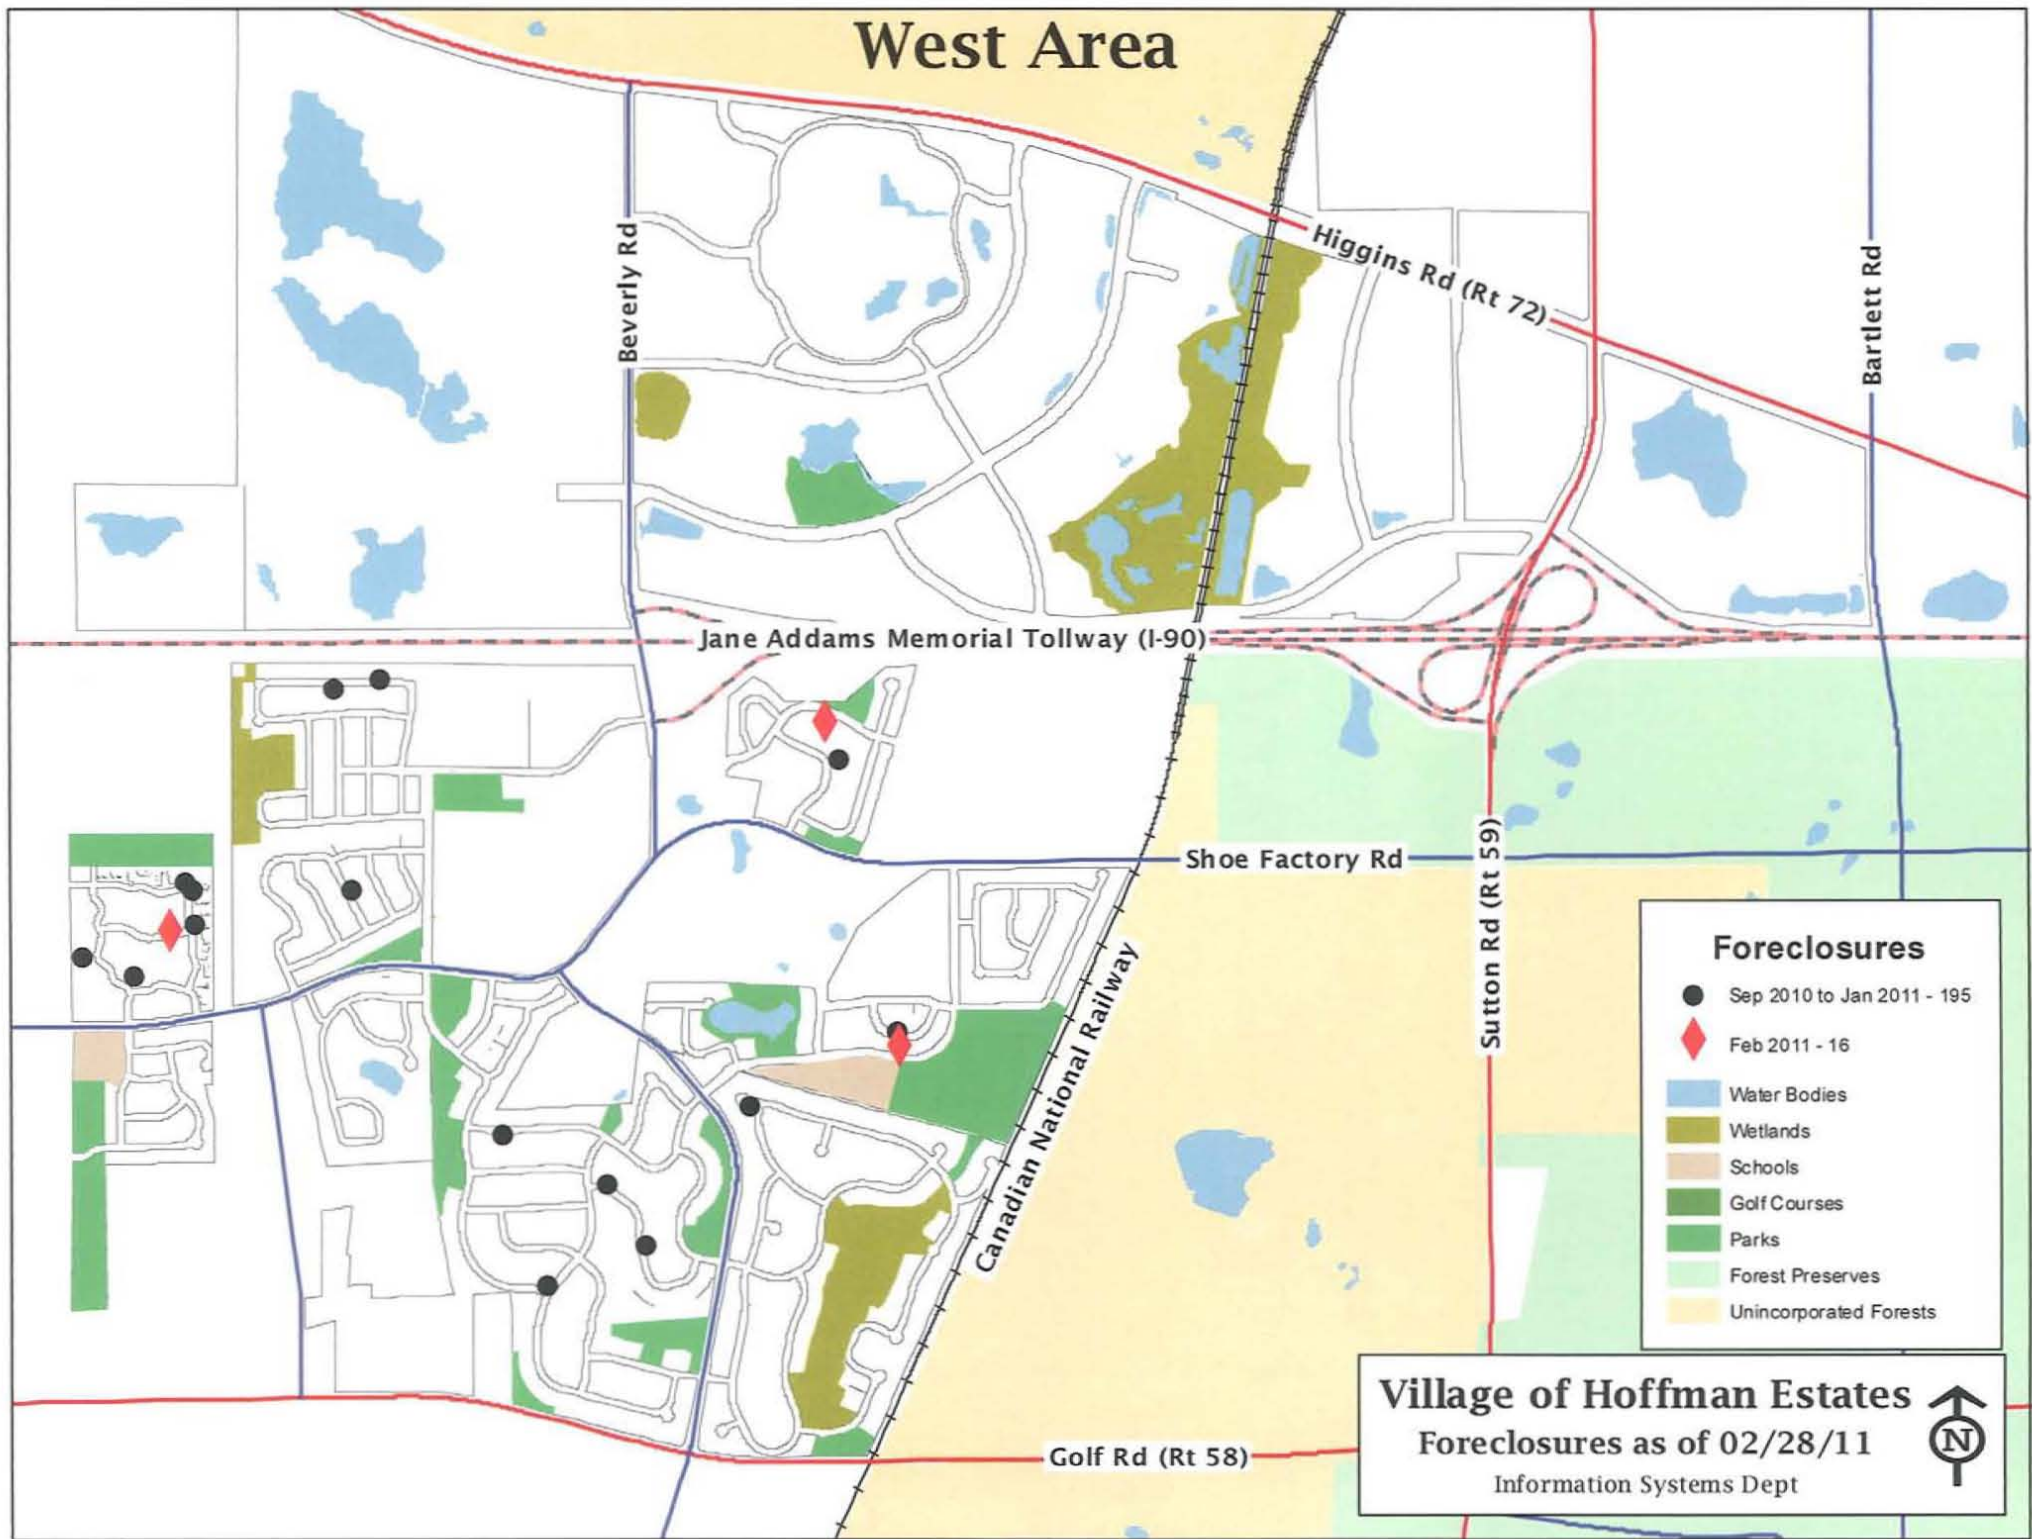 West Area
Beverly Rd
Higgins Rd (Rt 72)
Bartlett Rd
Jane Addams Memorial Tollway (I-90)
Shoe Factory Rd
Sutton Rd (Rt 59)
Canadian National Railway
Golf Rd (Rt 58)
Foreclosures
Sep 2010 to Jan 2011 - 195
Feb 2011 - 16
Water Bodies
Wetlands
Schools
Golf Courses
Parks
Forest Preserves
Unincorporated Forests
Village of Hoffman Estates
Foreclosures as of 02/28/11
Information Systems Dept
N